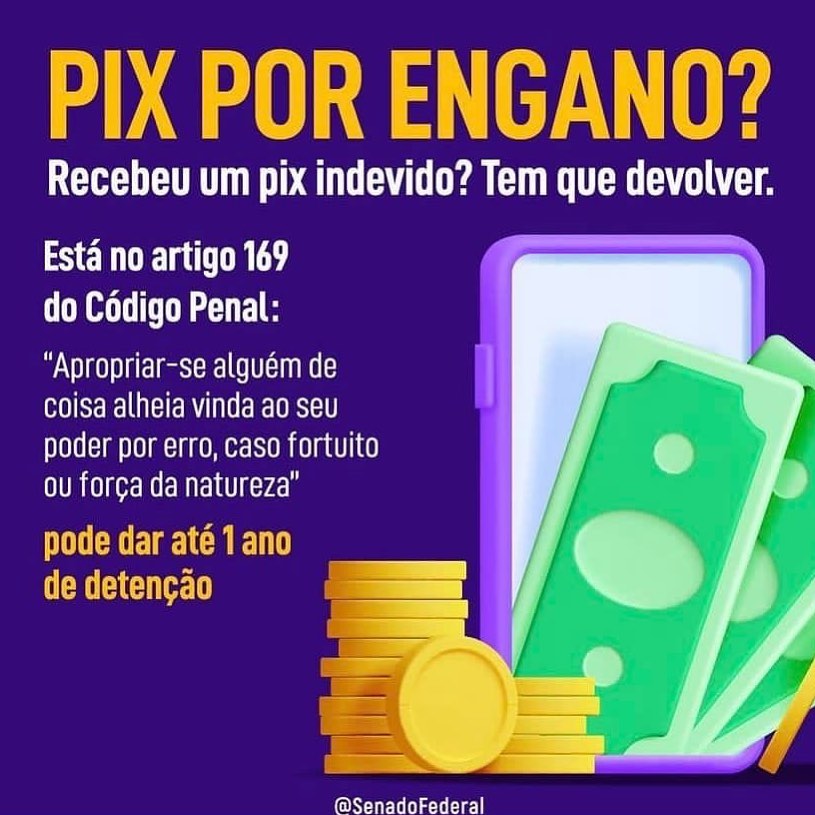 PIX POR ENGANO?
Recebeu um pix indevido? Tem que devolver.
Está no artigo 169
do Código Penal:
“Apropriar-se alguém de
coisa alheia vinda ao seu
poder por erro, caso fortuito
ou força da natureza”
pode dar até 1 ano
de detenção
@SenadoFederal